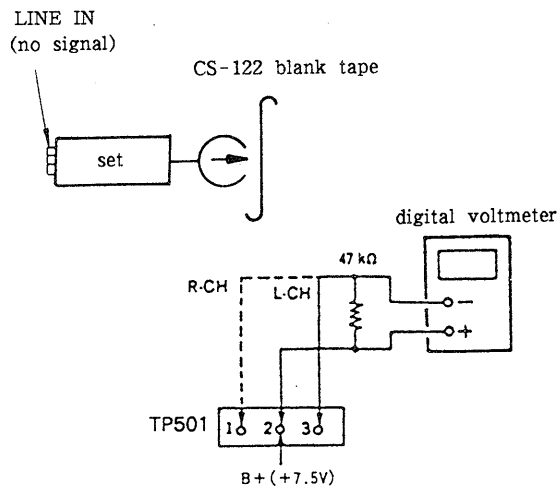 LINE IN
(no signal)
CS-122 blank tape
set
digital voltmeter
47 kΩ
R-CH
L-CH
−
+
TP501
1 2 3
B+(+7.5V)